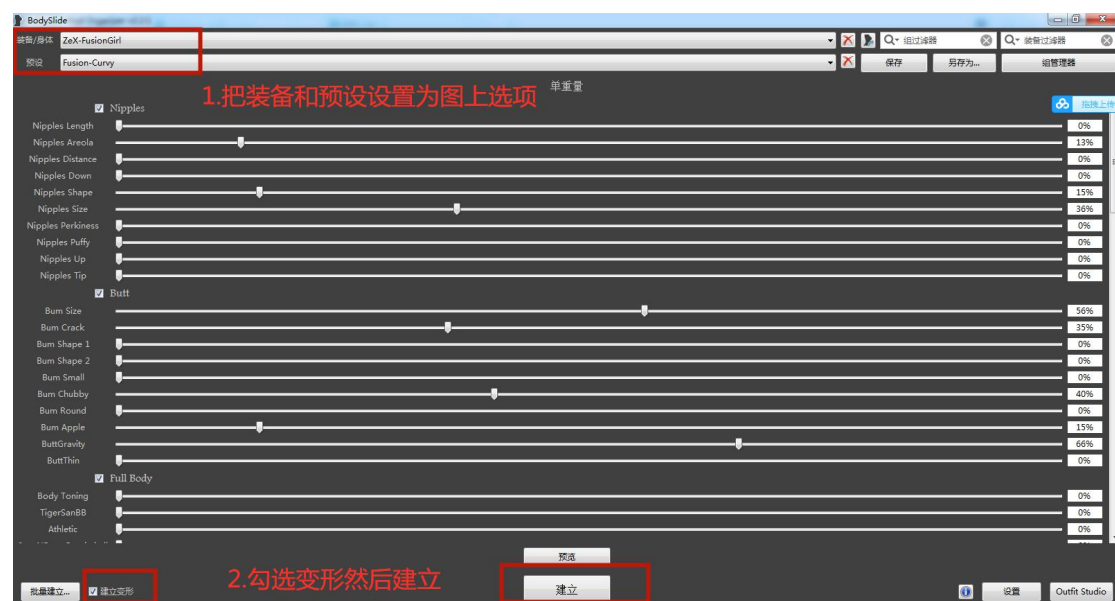 BodySlide
装备/身体 ZeX-FusionGirl 组过滤器 装备过滤器
预设 Fusion-Curvy 保存 另存为... 组管理器
单重量
1.把装备和预设设置为图上选项
拖拽上传
Nipples
Nipples Length 0%
Nipples Areola 13%
Nipples Distance 0%
Nipples Down 0%
Nipples Shape 15%
Nipples Size 36%
Nipples Perkiness 0%
Nipples Puffy 0%
Nipples Up 0%
Nipples Tip 0%
Butt
Bum Size 56%
Bum Crack 35%
Bum Shape 1 0%
Bum Shape 2 0%
Bum Small 0%
Bum Chubby 40%
Bum Round 0%
Bum Apple 15%
ButtGravity 66%
ButtThin 0%
Full Body
Body Toning 0%
TigerSanBB 0%
Athletic 0%
预览
2.勾选变形然后建立
批量建立... 建立变形 建立 设置 Outfit Studio